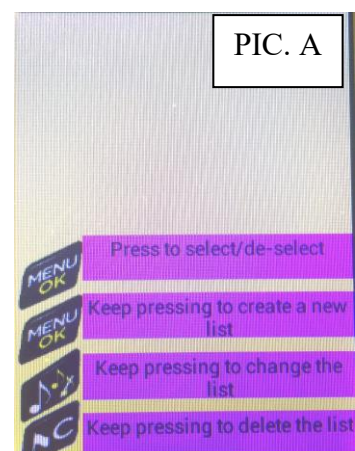 PIC. A
MENU
OK
Press to select/de-select
MENU
OK
Keep pressing to create a new
list
Keep pressing to change the
list
C
Keep pressing to delete the list